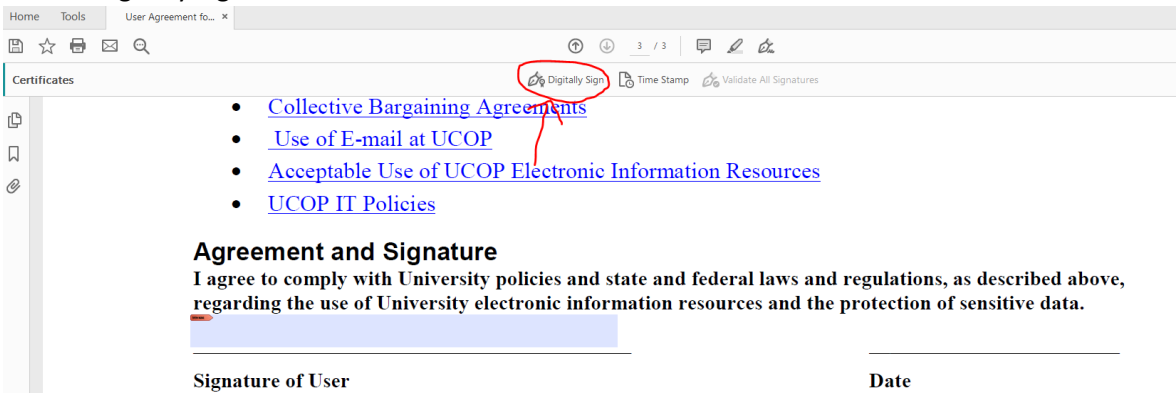 Home Tools User Agreement fo... ×
3 / 3
Certificates Digitally Sign Time Stamp Validate All Signatures
• Collective Bargaining Agreements
• Use of E-mail at UCOP
• Acceptable Use of UCOP Electronic Information Resources
• UCOP IT Policies
Agreement and Signature
I agree to comply with University policies and state and federal laws and regulations, as described above,
regarding the use of University electronic information resources and the protection of sensitive data.
Signature of User Date